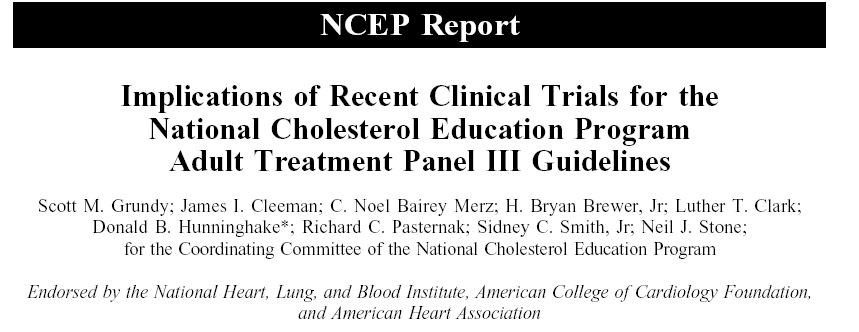 NCEP Report
Implications of Recent Clinical Trials for the
National Cholesterol Education Program
Adult Treatment Panel III Guidelines
Scott M. Grundy; James I. Cleeman; C. Noel Bairey Merz; H. Bryan Brewer, Jr; Luther T. Clark;
Donald B. Hunninghake*; Richard C. Pasternak; Sidney C. Smith, Jr; Neil J. Stone;
for the Coordinating Committee of the National Cholesterol Education Program
Endorsed by the National Heart, Lung, and Blood Institute, American College of Cardiology Foundation,
and American Heart Association